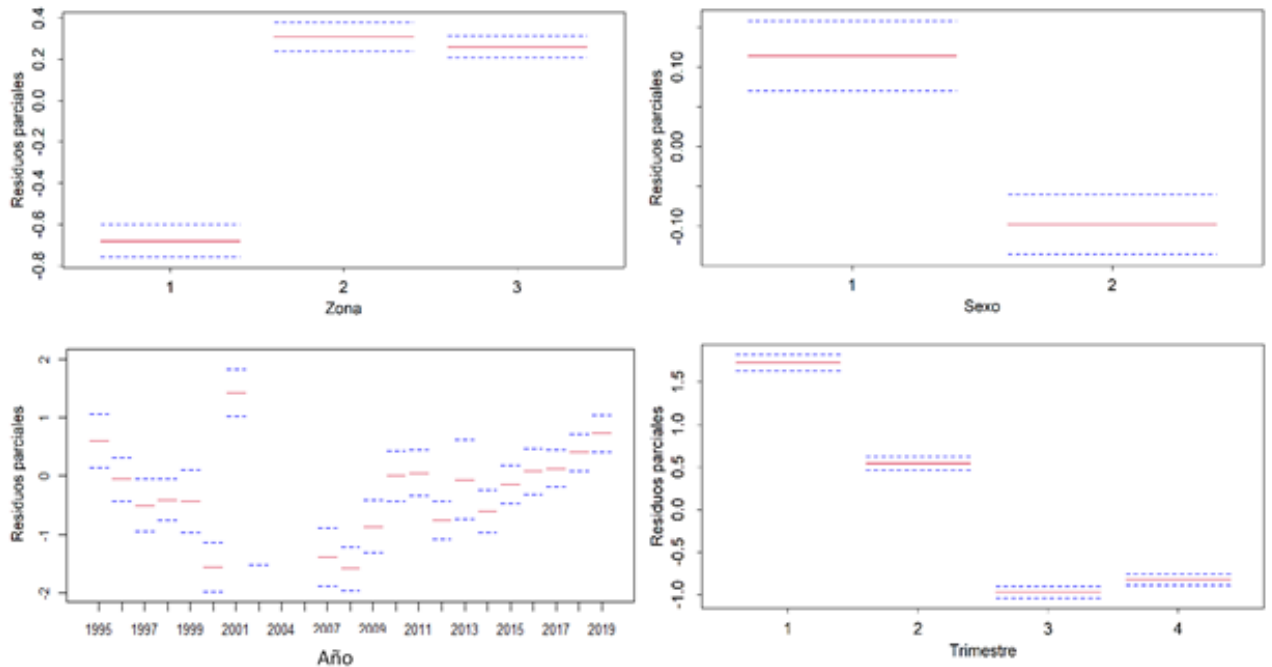 Residuos parciales
0.4
0.2
0.0
-0.2
-0.4
-0.6
-0.8
1 2 3
Zona
Residuos parciales
0.10
0.00
-0.10
1 2
Sexo
Residuos parciales
2
1
0
-1
-2
1995 1997 1999 2001 2004 2007 2009 2011 2013 2015 2017 2019
Año
Residuos parciales
1.5
1.0
0.5
0.0
-0.5
-1.0
1 2 3 4
Trimestre